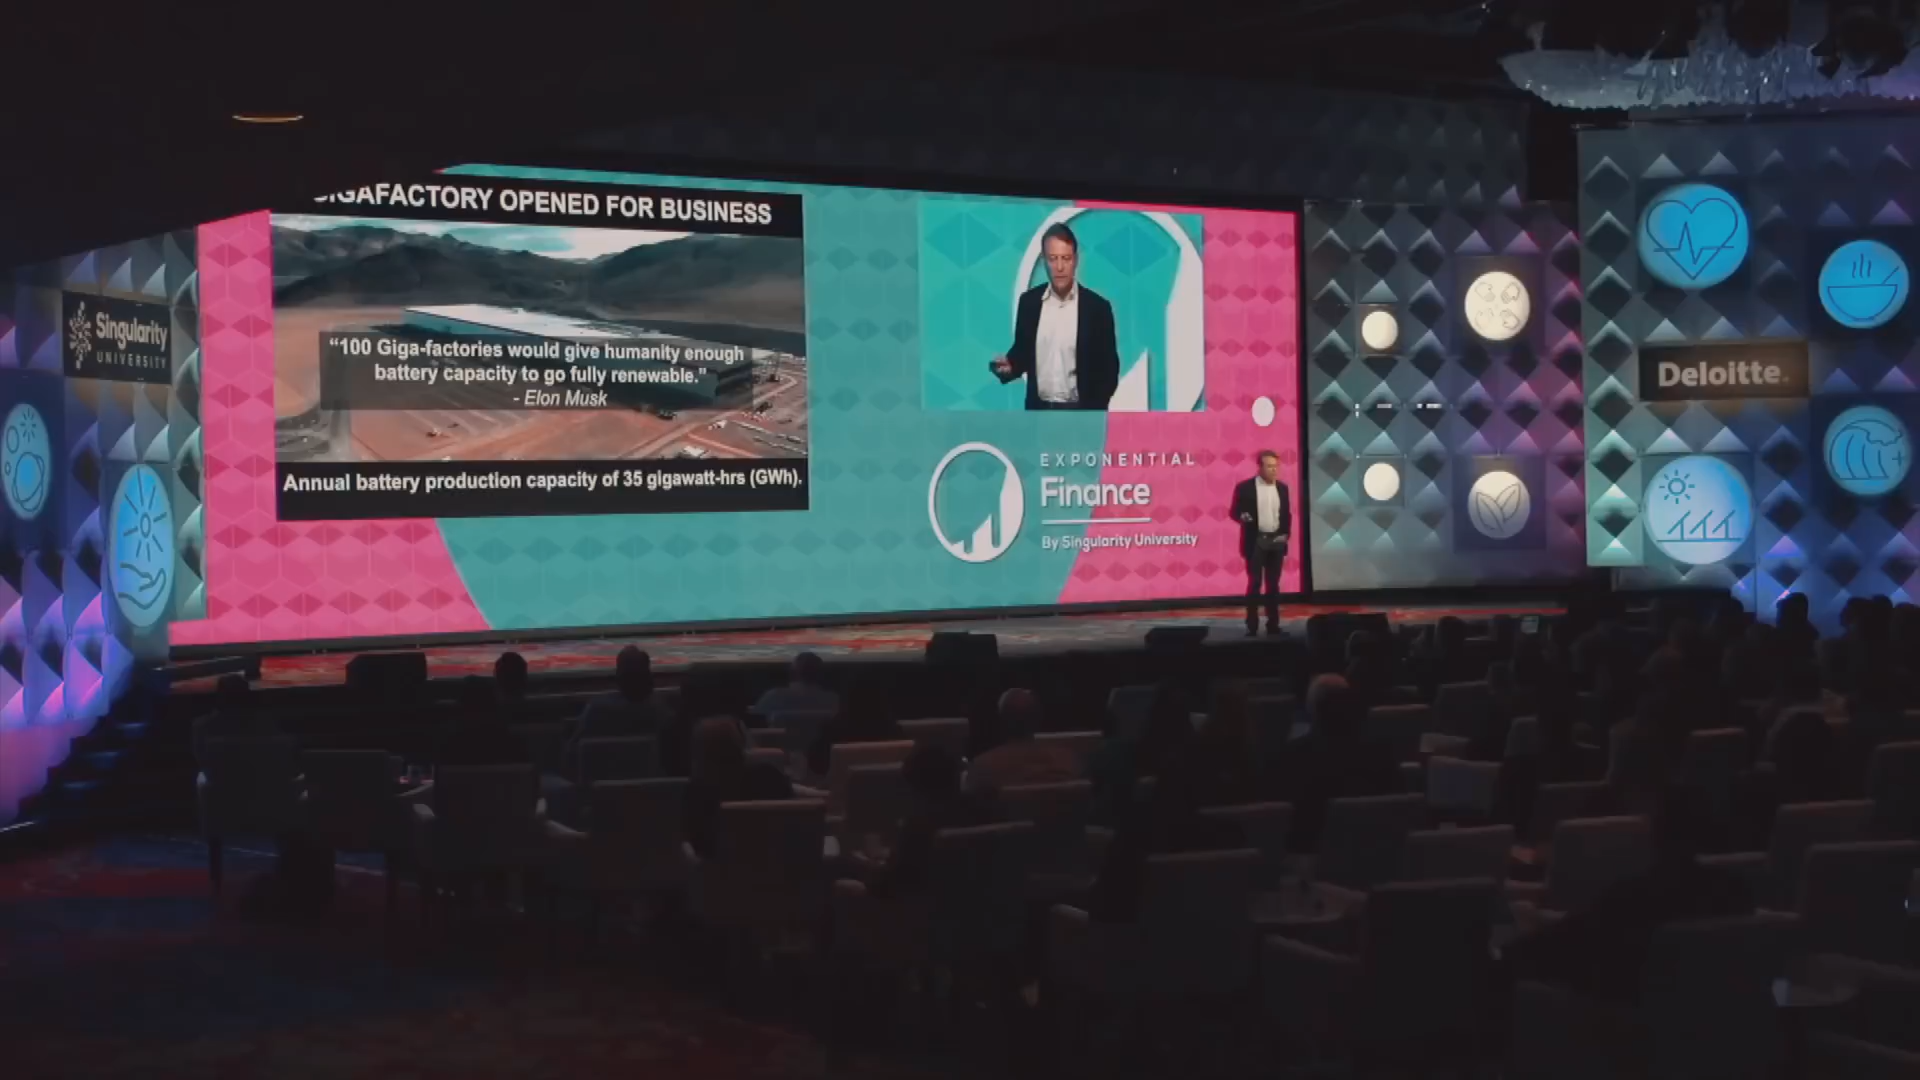 GIGAFACTORY OPENED FOR BUSINESS
“100 Giga-factories would give humanity enough
battery capacity to go fully renewable."
- Elon Musk
Annual battery production capacity of 35 gigawatt-hrs (GWh).
Singularity
UNIVERSITY
EXPONENTIAL
Finance
By Singularity University
Deloitte.